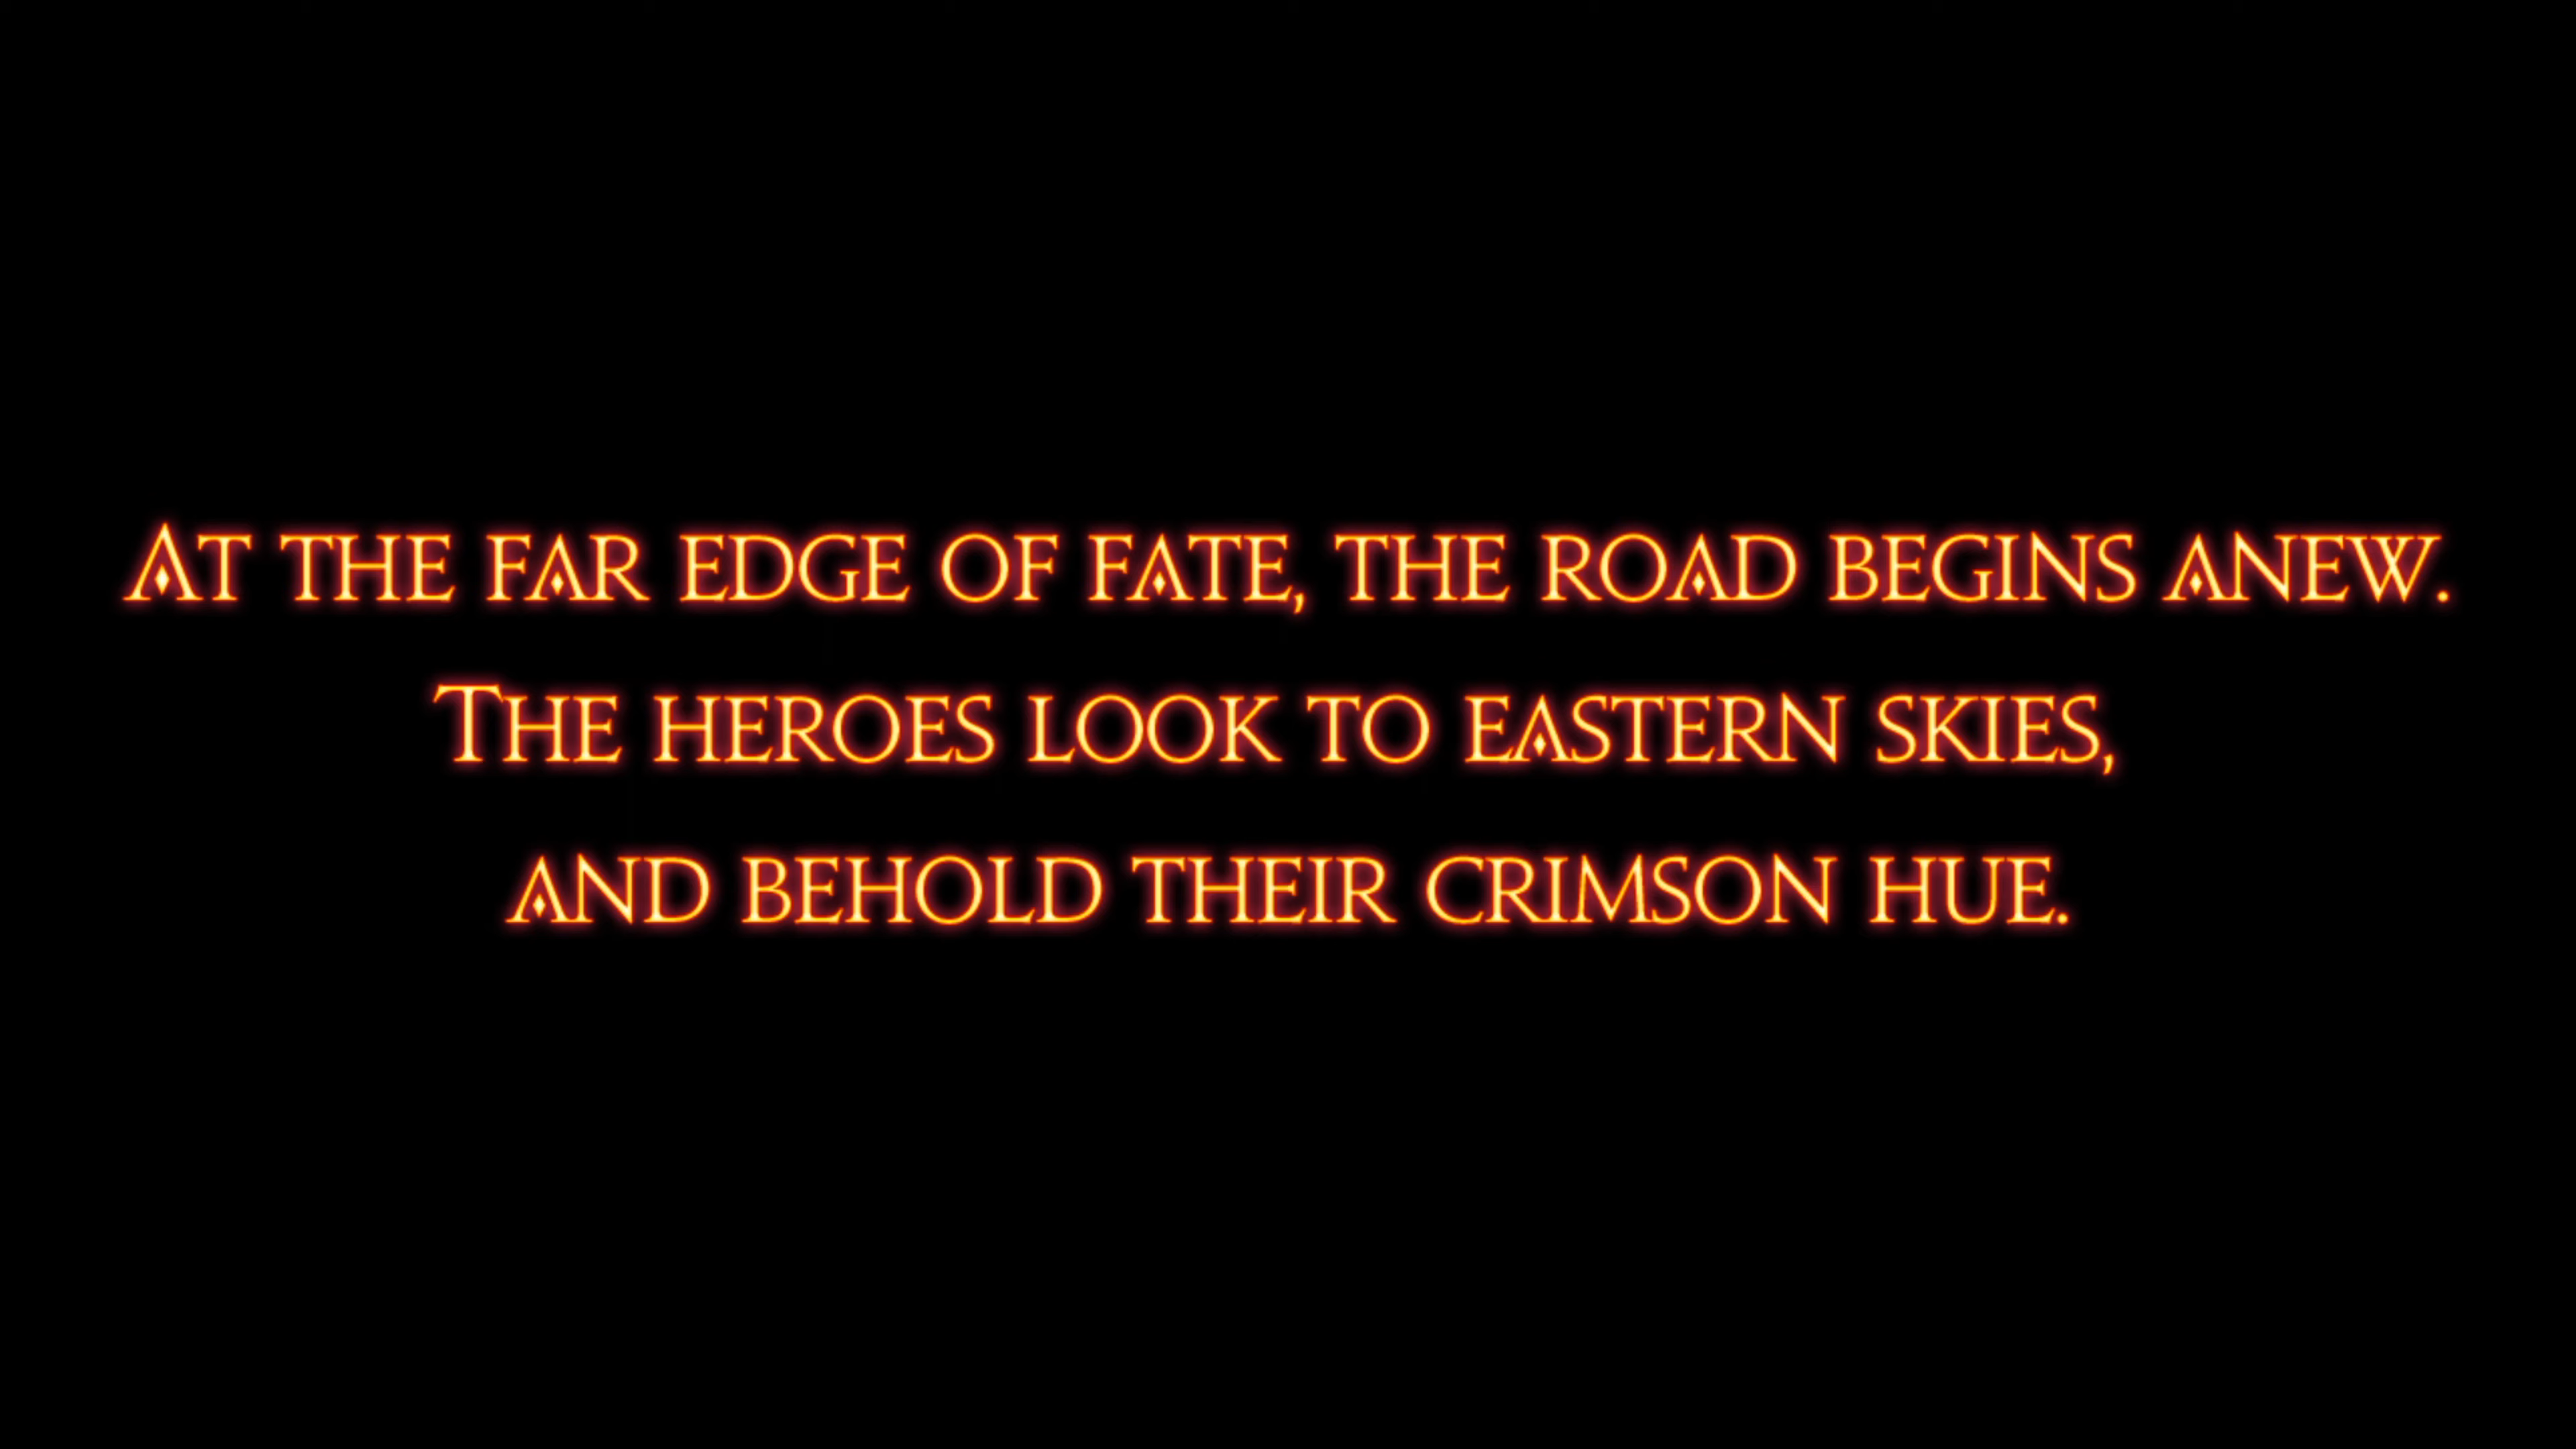 At the far edge of fate, the road begins anew.
The heroes look to eastern skies,
and behold their crimson hue.